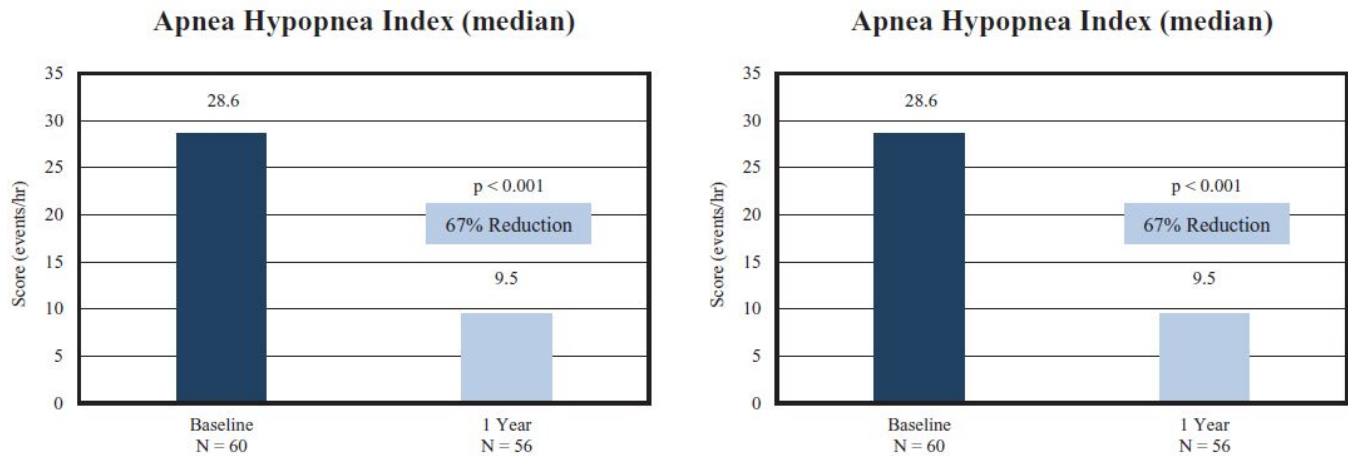 Apnea Hypopnea Index (median)
35
30
25
20
15
10
5
0
Score (events/hr)
28.6
p < 0.001
67% Reduction
9.5
Baseline
N = 60
1 Year
N = 56
Apnea Hypopnea Index (median)
35
30
25
20
15
10
5
0
Score (events/hr)
28.6
p < 0.001
67% Reduction
9.5
Baseline
N = 60
1 Year
N = 56